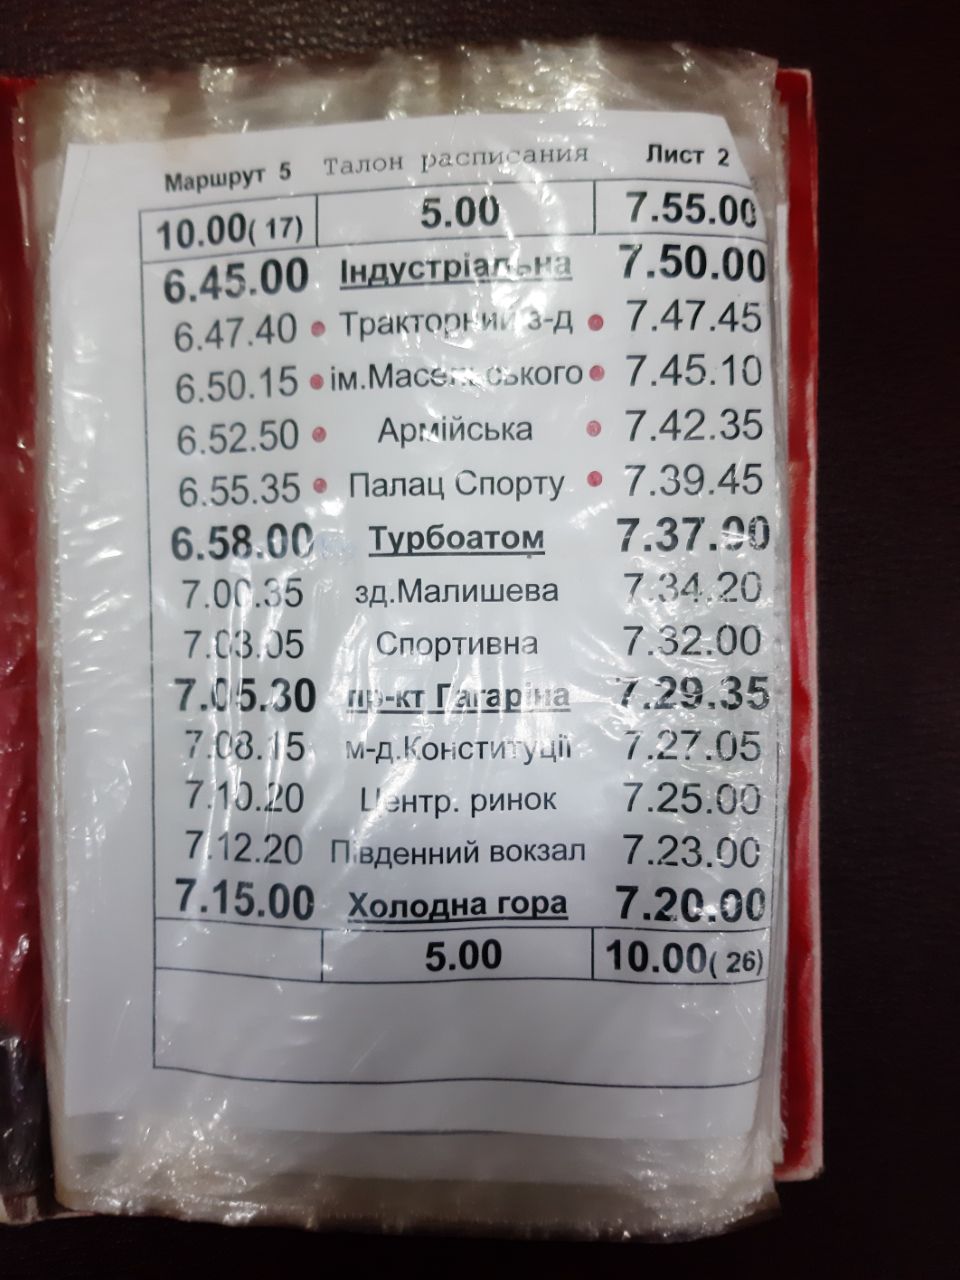 Маршрут 5 Талон расписания Лист 2
10.00( 17) 5.00 7.55.00
6.45.00 Індустріальна 7.50.00
6.47.40 Тракторний з-д 7.47.45
6.50.15 ім.Масельського 7.45.10
6.52.50 Армійська 7.42.35
6.55.35 Палац Спорту 7.39.45
6.58.00 Турбоатом 7.37.00
7.00.35 зд.Малишева 7.34.20
7.03.05 Спортивна 7.32.00
7.05.30 пр-кт Гагаріна 7.29.35
7.08.15 м-д.Конституції 7.27.05
7.10.20 Центр. ринок 7.25.00
7.12.20 Південний вокзал 7.23.00
7.15.00 Холодна гора 7.20.00
5.00 10.00( 26)